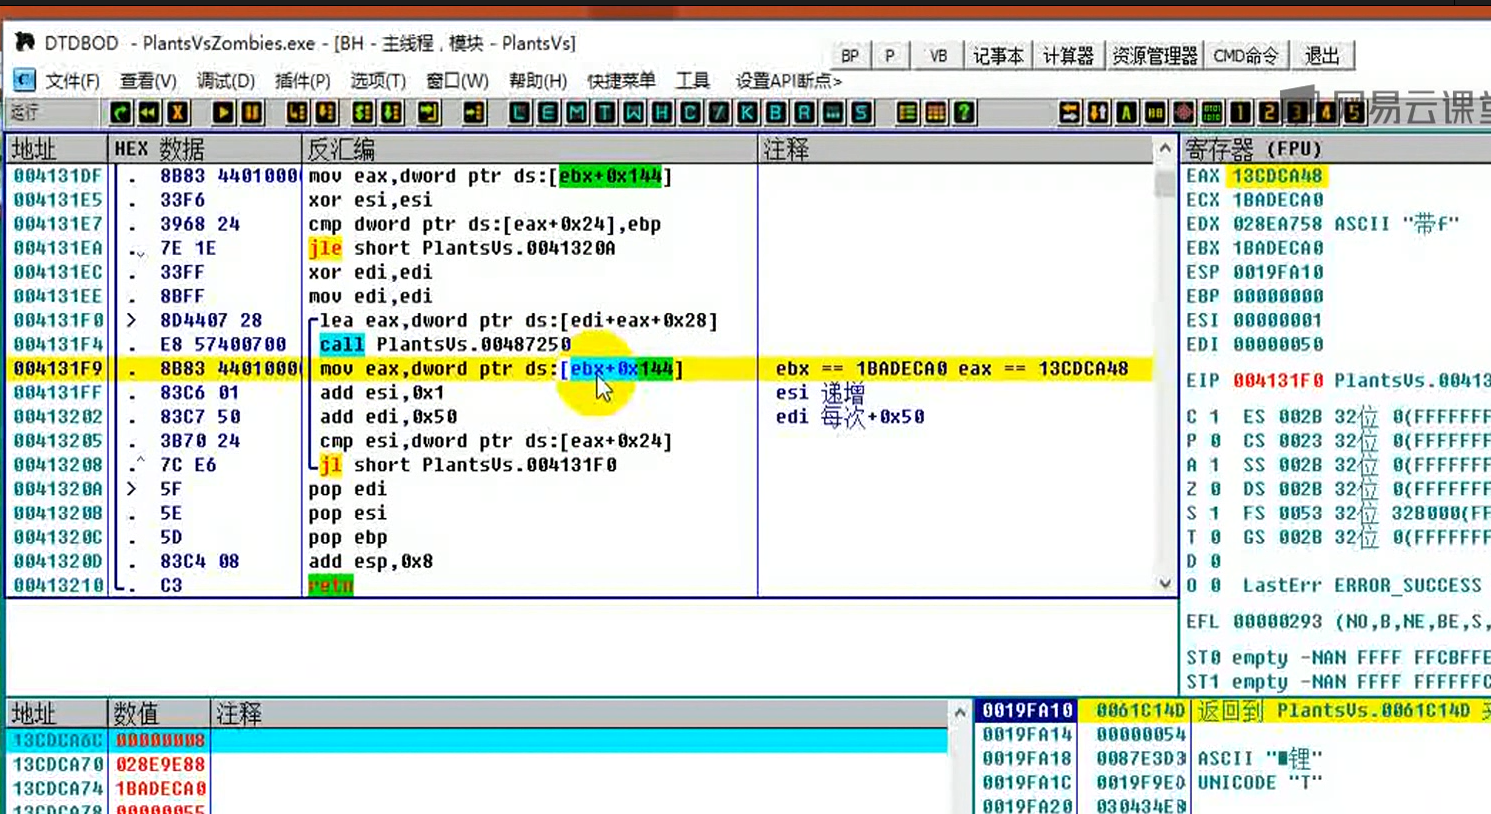 DTDBOD - PlantsVsZombies.exe - [BH - 主线程 , 模块 - PlantsVs]
BP P VB 记事本 计算器 资源管理器 CMD命令 退出
文件(F) 查看(V) 调试(D) 插件(P) 选项(T) 窗口(W) 帮助(H) 快捷菜单 工具 设置API断点>
运行 L E M T W H C / K B R ... S ? A 1 2 3 4 5
网易云课堂
地址 HEX 数据 反汇编 注释
004131DF . 8B83 44010000 mov eax,dword ptr ds:[ebx+0x144]
004131E5 . 33F6 xor esi,esi
004131E7 . 3968 24 cmp dword ptr ds:[eax+0x24],ebp
004131EA . 7E 1E jle short PlantsVs.0041320A
004131EC . 33FF xor edi,edi
004131EE . 8BFF mov edi,edi
004131F0 > 8D4407 28 lea eax,dword ptr ds:[edi+eax+0x28]
004131F4 . E8 57400700 call PlantsVs.00487250
004131F9 . 8B83 44010000 mov eax,dword ptr ds:[ebx+0x144] ebx == 1BADECA0 eax == 13CDCA48
004131FF . 83C6 01 add esi,0x1 esi 递增
00413202 . 83C7 50 add edi,0x50 edi 每次+0x50
00413205 . 3B70 24 cmp esi,dword ptr ds:[eax+0x24]
00413208 .^ 7C E6 jl short PlantsVs.004131F0
0041320A > 5F pop edi
0041320B . 5E pop esi
0041320C . 5D pop ebp
0041320D . 83C4 08 add esp,0x8
00413210 . C3 retn
寄存器 (FPU)
EAX 13CDCA48
ECX 1BADECA0
EDX 028EA758 ASCII "带f"
EBX 1BADECA0
ESP 0019FA10
EBP 00000000
ESI 00000001
EDI 00000050
EIP 004131F0 PlantsVs.00413
C 1 ES 002B 32位 0(FFFFFFF
P 0 CS 0023 32位 0(FFFFFFF
A 1 SS 002B 32位 0(FFFFFFF
Z 0 DS 002B 32位 0(FFFFFFF
S 1 FS 0053 32位 32B000(FF
T 0 GS 002B 32位 0(FFFFFFF
D 0
O 0 LastErr ERROR_SUCCESS
EFL 00000293 (NO,B,NE,BE,S,
ST0 empty -NAN FFFF FFCBFFE
ST1 empty -NAN FFFF FFFFFFC
地址 数值 注释
13CDCA6C 00000008
13CDCA70 028E9E88
13CDCA74 1BADECA0
13CDCA78 00000055
0019FA10 0061C14D 返回到 PlantsVs.0061C14D
0019FA14 00000054
0019FA18 0087E3D3 ASCII "■锂"
0019FA1C 0019F9E0 UNICODE "T"
0019FA20 030434E8